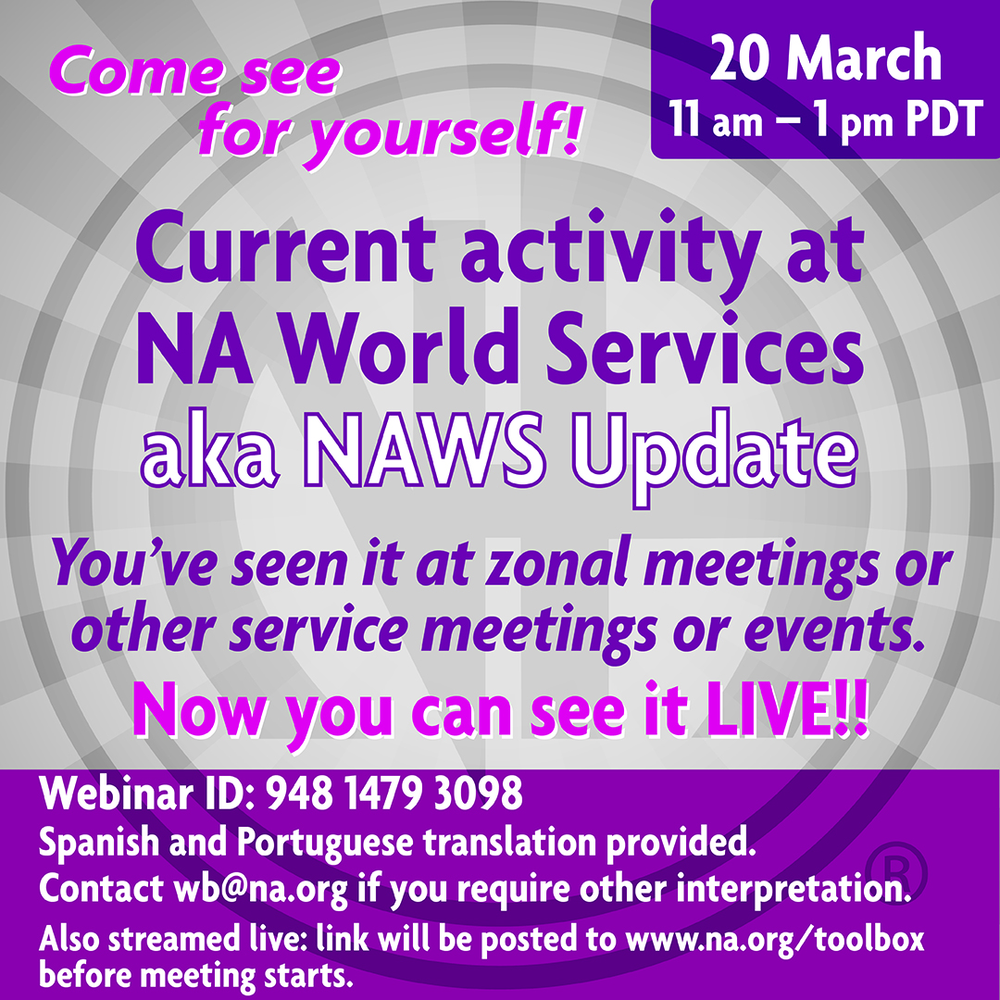 Come see
for yourself!
20 March
11 am – 1 pm PDT
Current activity at
NA World Services
aka NAWS Update
You’ve seen it at zonal meetings or
other service meetings or events.
Now you can see it LIVE!!
Webinar ID: 948 1479 3098
Spanish and Portuguese translation provided.
Contact wb@na.org if you require other interpretation.
Also streamed live: link will be posted to www.na.org/toolbox
before meeting starts.
®